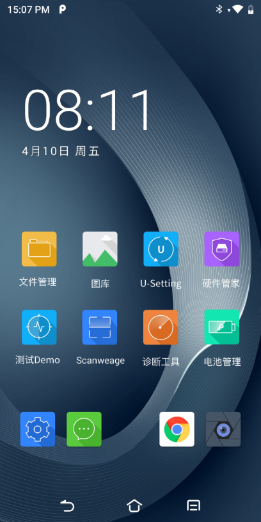 15:07 PM
08:11
4月10日 周五
文件管理 图库 U-Setting 硬件管家
测试Demo Scanweage 诊断工具 电池管理